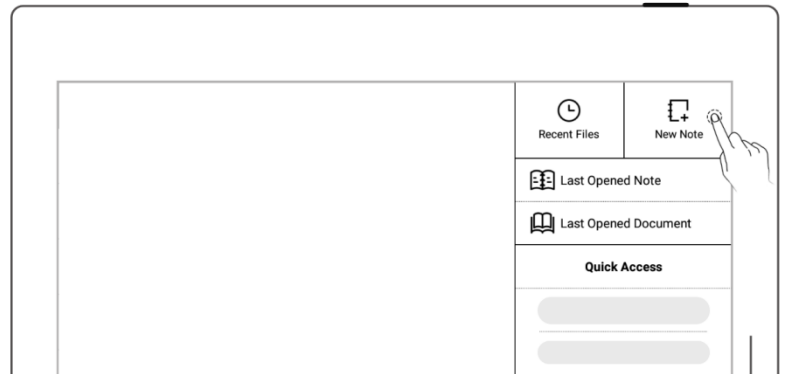 Recent Files
New Note
Last Opened Note
Last Opened Document
Quick Access